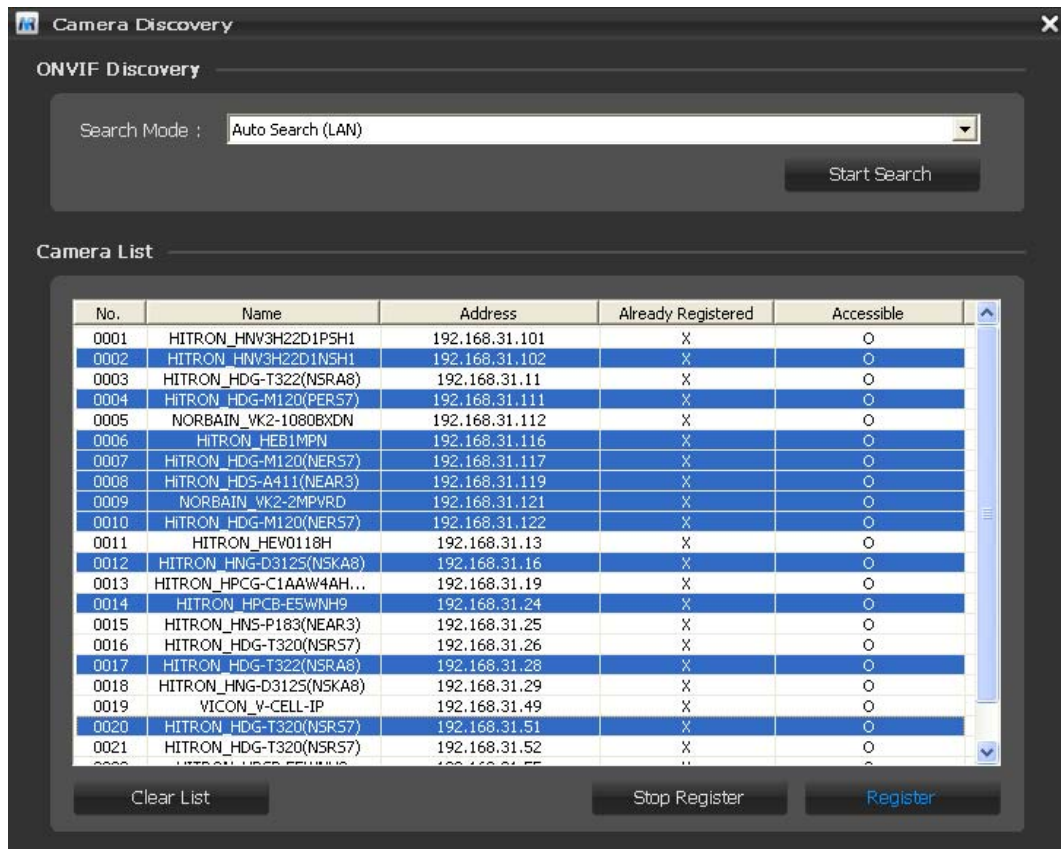 Camera Discovery
ONVIF Discovery
Search Mode : Auto Search (LAN)
Start Search
Camera List
No. Name Address Already Registered Accessible
0001 HITRON_HNV3H22D1PSH1 192.168.31.101 X O
0002 HITRON_HNV3H22D1NSH1 192.168.31.102 X O
0003 HITRON_HDG-T322(NSRA8) 192.168.31.11 X O
0004 HiTRON_HDG-M120(PERS7) 192.168.31.111 X O
0005 NORBAIN_VK2-1080BXDN 192.168.31.112 X O
0006 HiTRON_HEB1MPN 192.168.31.116 X O
0007 HiTRON_HDG-M120(NERS7) 192.168.31.117 X O
0008 HiTRON_HDS-A411(NEAR3) 192.168.31.119 X O
0009 NORBAIN_VK2-2MPVRD 192.168.31.121 X O
0010 HiTRON_HDG-M120(NERS7) 192.168.31.122 X O
0011 HITRON_HEV0118H 192.168.31.13 X O
0012 HITRON_HNG-D312S(NSKA8) 192.168.31.16 X O
0013 HITRON_HPCG-C1AAW4AH... 192.168.31.19 X O
0014 HITRON_HPCB-E5WNH9 192.168.31.24 X O
0015 HITRON_HNS-P183(NEAR3) 192.168.31.25 X O
0016 HITRON_HDG-T320(NSRS7) 192.168.31.26 X O
0017 HITRON_HDG-T322(NSRA8) 192.168.31.28 X O
0018 HITRON_HNG-D312S(NSKA8) 192.168.31.29 X O
0019 VICON_V-CELL-IP 192.168.31.49 X O
0020 HITRON_HDG-T320(NSRS7) 192.168.31.51 X O
0021 HITRON_HDG-T320(NSRS7) 192.168.31.52 X O
Clear List Stop Register Register